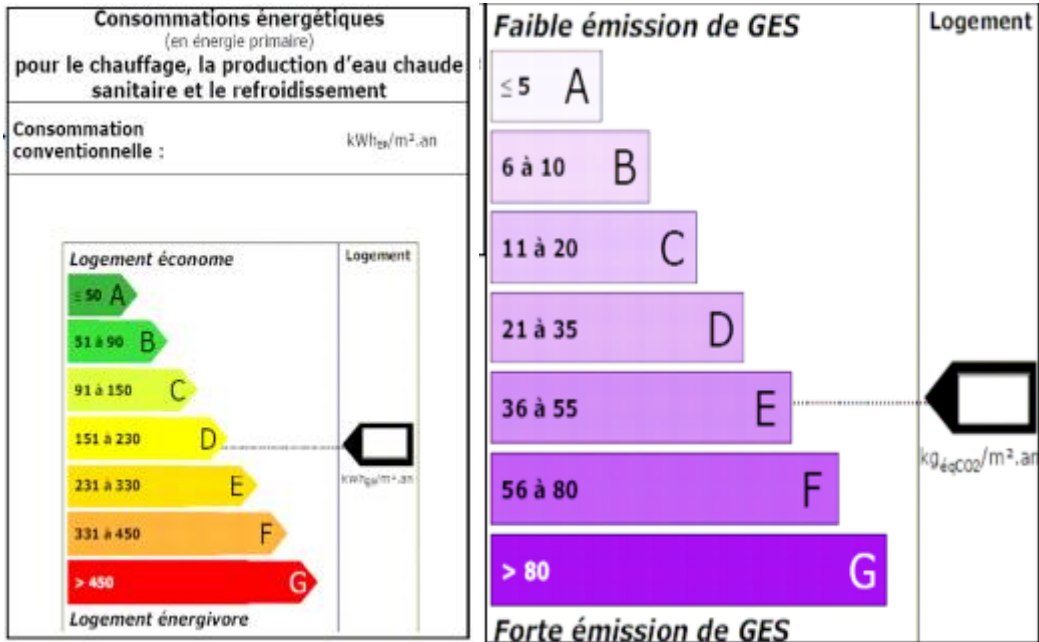 Consommations énergétiques
(en énergie primaire)
pour le chauffage, la production d'eau chaude
sanitaire et le refroidissement
Consommation
conventionnelle :
kWhEP/m².an
Logement économe
Logement
≤ 50 A
51 à 90 B
91 à 150 C
151 à 230 D
231 à 330 E
kWhEP/m².an
331 à 450 F
> 450 G
Logement énergivore
Faible émission de GES
Logement
≤ 5 A
6 à 10 B
11 à 20 C
21 à 35 D
36 à 55 E
kgéqCO2/m².an
56 à 80 F
> 80 G
Forte émission de GES